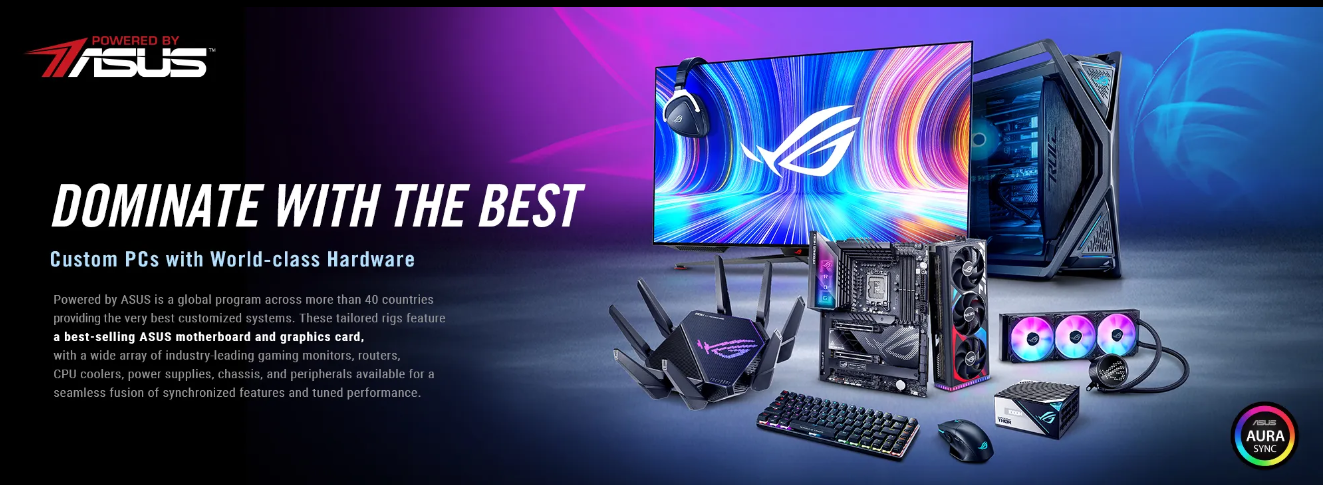 POWERED BY
ASUS™
DOMINATE WITH THE BEST
Custom PCs with World-class Hardware
Powered by ASUS is a global program across more than 40 countries
providing the very best customized systems. These tailored rigs feature
a best-selling ASUS motherboard and graphics card,
with a wide array of industry-leading gaming monitors, routers,
CPU coolers, power supplies, chassis, and peripherals available for a
seamless fusion of synchronized features and tuned performance.
THOR
ASUS
AURA
SYNC